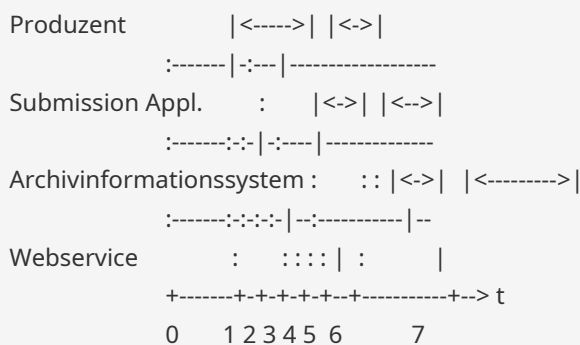 Produzent |<----->| |<->|
:-------|-:---|-------------------
Submission Appl. : |<->| |<-->|
:-------:-:-|-:----|--------------
Archivinformationssystem : : : |<->| |<--------->|
:-------:-:-:-:-|--:-----------|--
Webservice : : : : : | : |
+-------+-+-+-+-+--+-----------+--> t
0 1 2 3 4 5 6 7